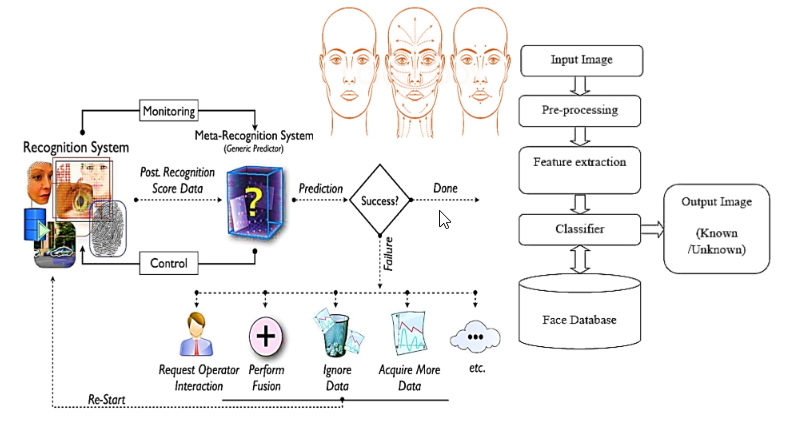 Monitoring
Recognition System
Meta-Recognition System
(Generic Predictor)
Post. Recognition
Score Data
?
Prediction
Success?
Done
Control
Failure
Request Operator
Interaction
Perform
Fusion
Ignore
Data
Acquire More
Data
etc.
Re-Start
Input Image
Pre-processing
Feature extraction
Classifier
Output Image
(Known
/Unknown)
Face Database